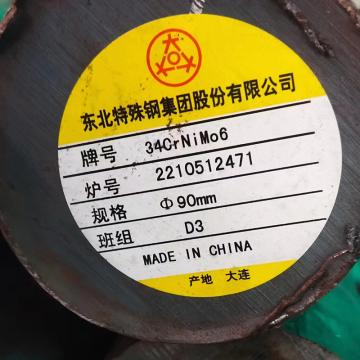 东北特殊钢集团股份有限公司
牌号 34CrNiMo6
炉号 2210512471
规格 Φ90mm
班组 D3
MADE IN CHINA
产地 大连